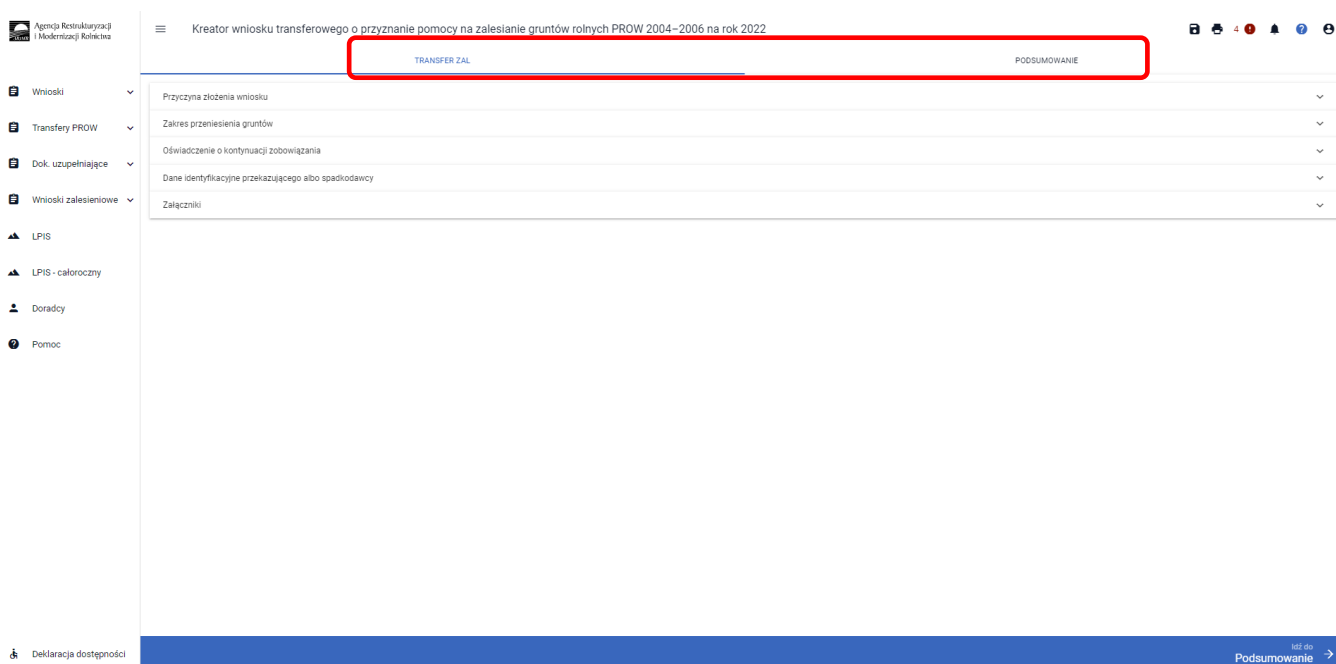 Agencja Restrukturyzacji
i Modernizacji Rolnictwa
Kreator wniosku transferowego o przyznanie pomocy na zalesianie gruntów rolnych PROW 2004–2006 na rok 2022
4
TRANSFER ZAL
PODSUMOWANIE
Wnioski
Transfery PROW
Dok. uzupełniające
Wnioski zalesieniowe
LPIS
LPIS - całoroczny
Doradcy
Pomoc
Przyczyna złożenia wniosku
Zakres przeniesienia gruntów
Oświadczenie o kontynuacji zobowiązania
Dane identyfikacyjne przekazującego albo spadkodawcy
Załączniki
Deklaracja dostępności
Idź do
Podsumowanie